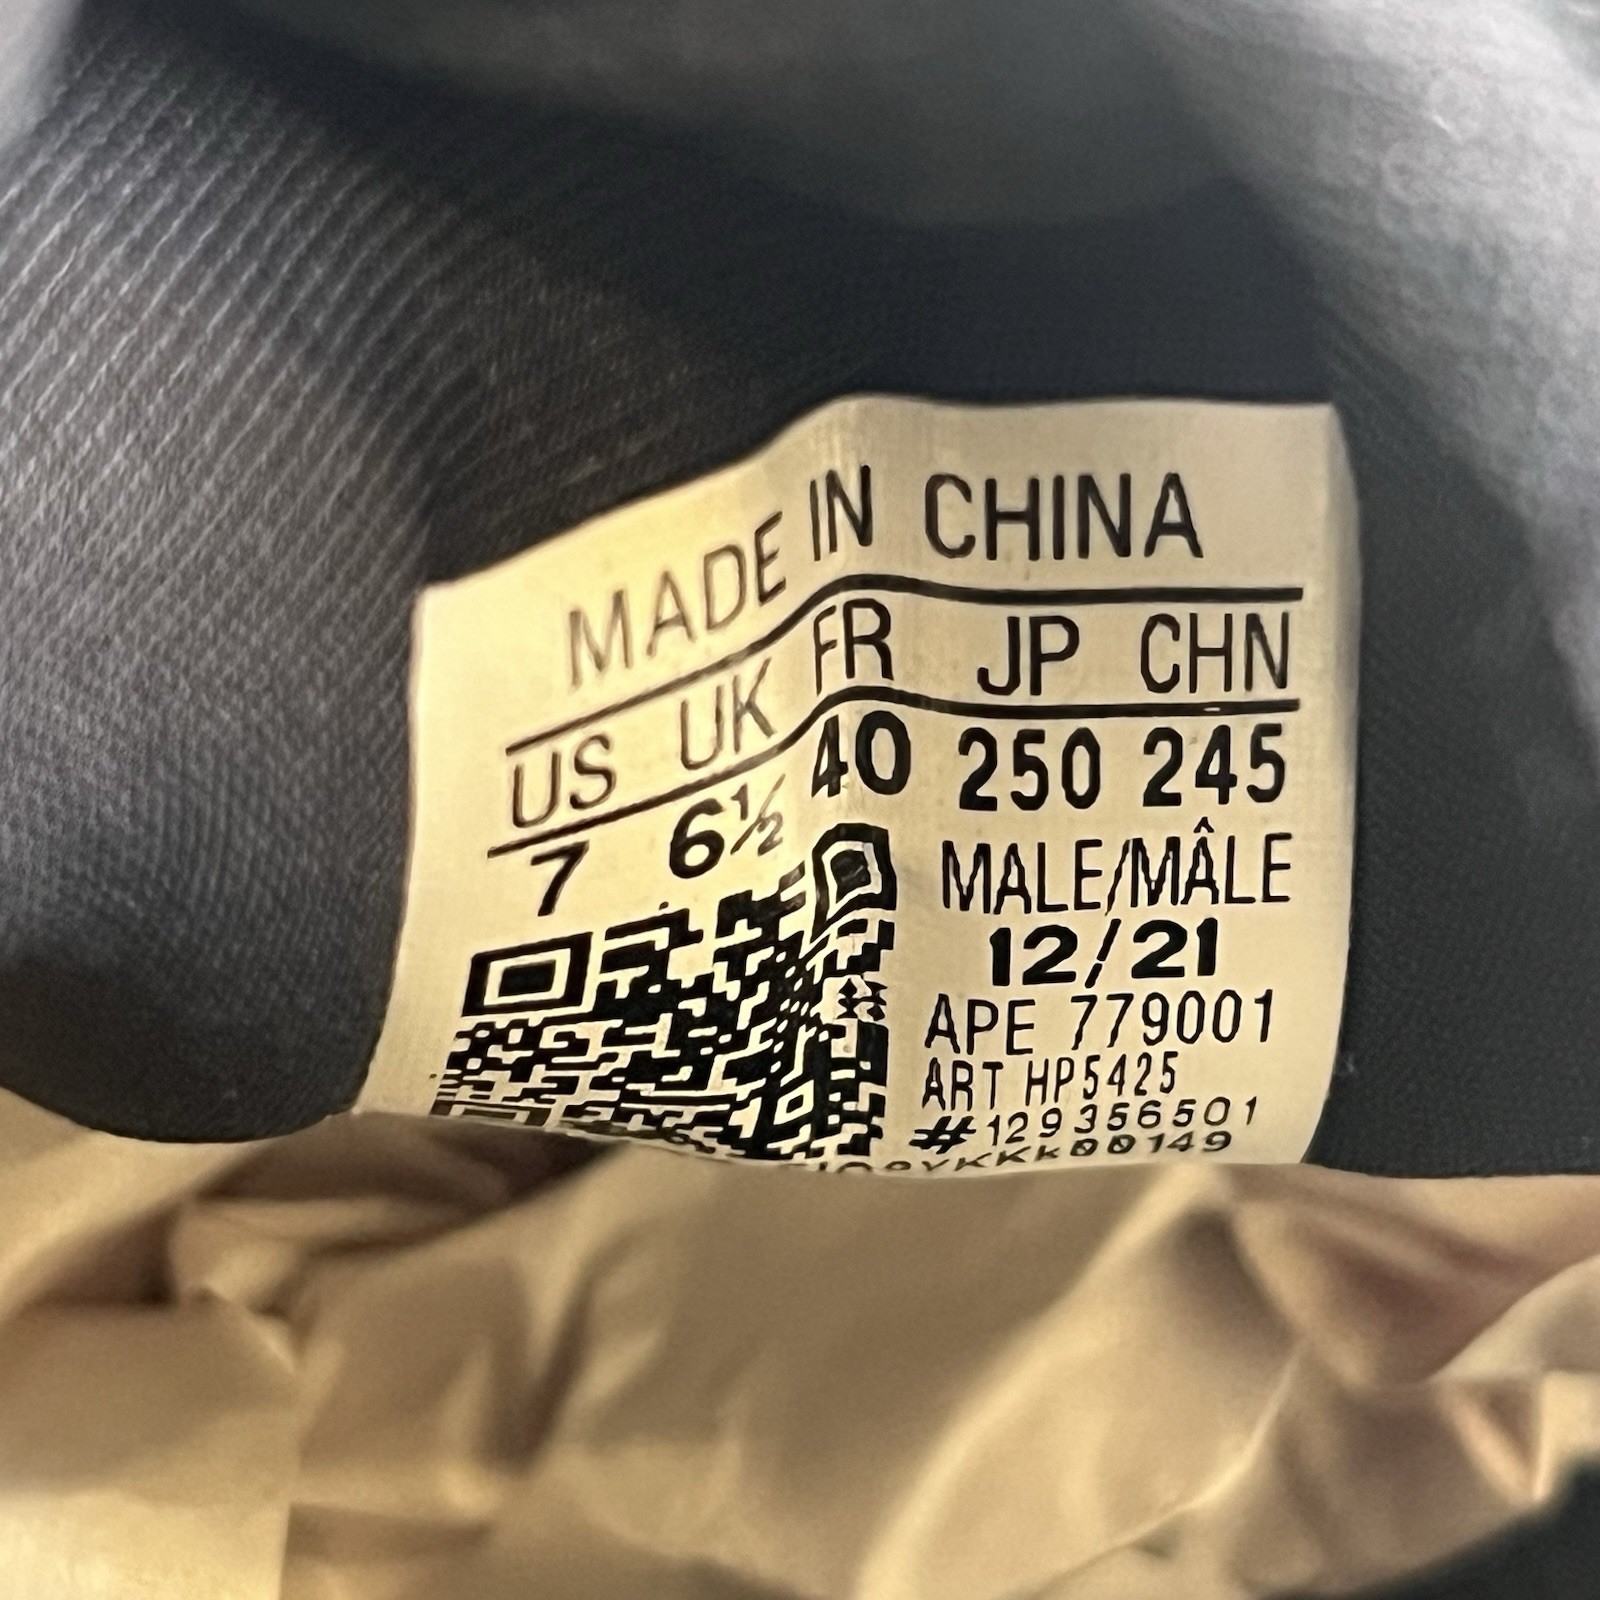 MADE IN CHINA
US UK FR JP CHN
7 6½ 40 250 245
MALE/MÂLE
12/21
APE 779001
ART HP5425
#129356501